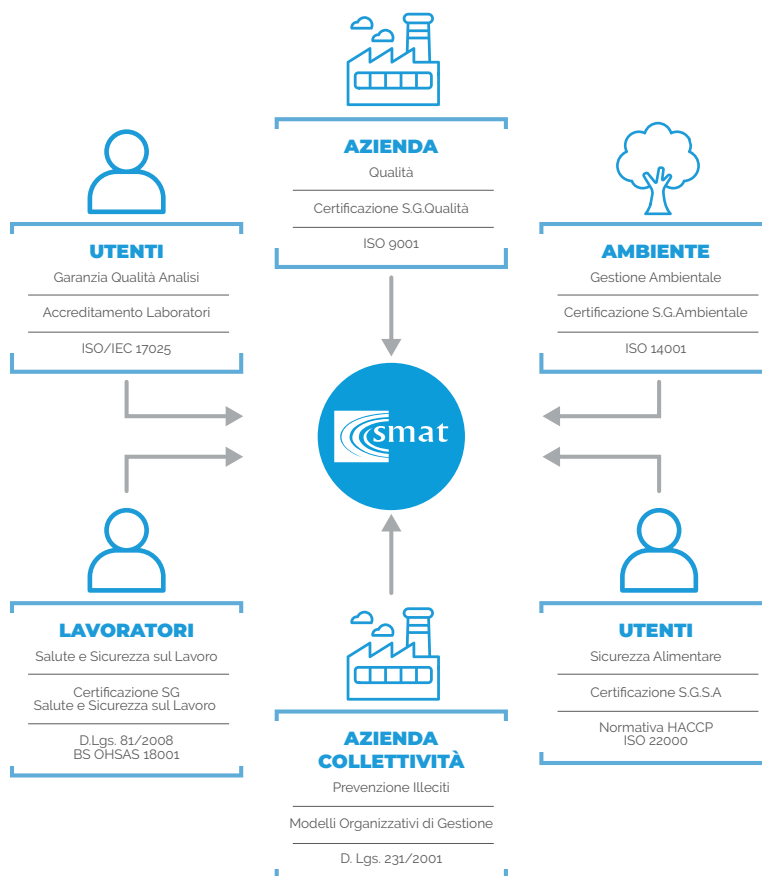 AZIENDA
Qualità
Certificazione S.G.Qualità
ISO 9001
UTENTI
Garanzia Qualità Analisi
Accreditamento Laboratori
ISO/IEC 17025
AMBIENTE
Gestione Ambientale
Certificazione S.G.Ambientale
ISO 14001
smat
LAVORATORI
Salute e Sicurezza sul Lavoro
Certificazione SG
Salute e Sicurezza sul Lavoro
D.Lgs. 81/2008
BS OHSAS 18001
AZIENDA
COLLETTIVITÀ
Prevenzione Illeciti
Modelli Organizzativi di Gestione
D. Lgs. 231/2001
UTENTI
Sicurezza Alimentare
Certificazione S.G.S.A
Normativa HACCP
ISO 22000